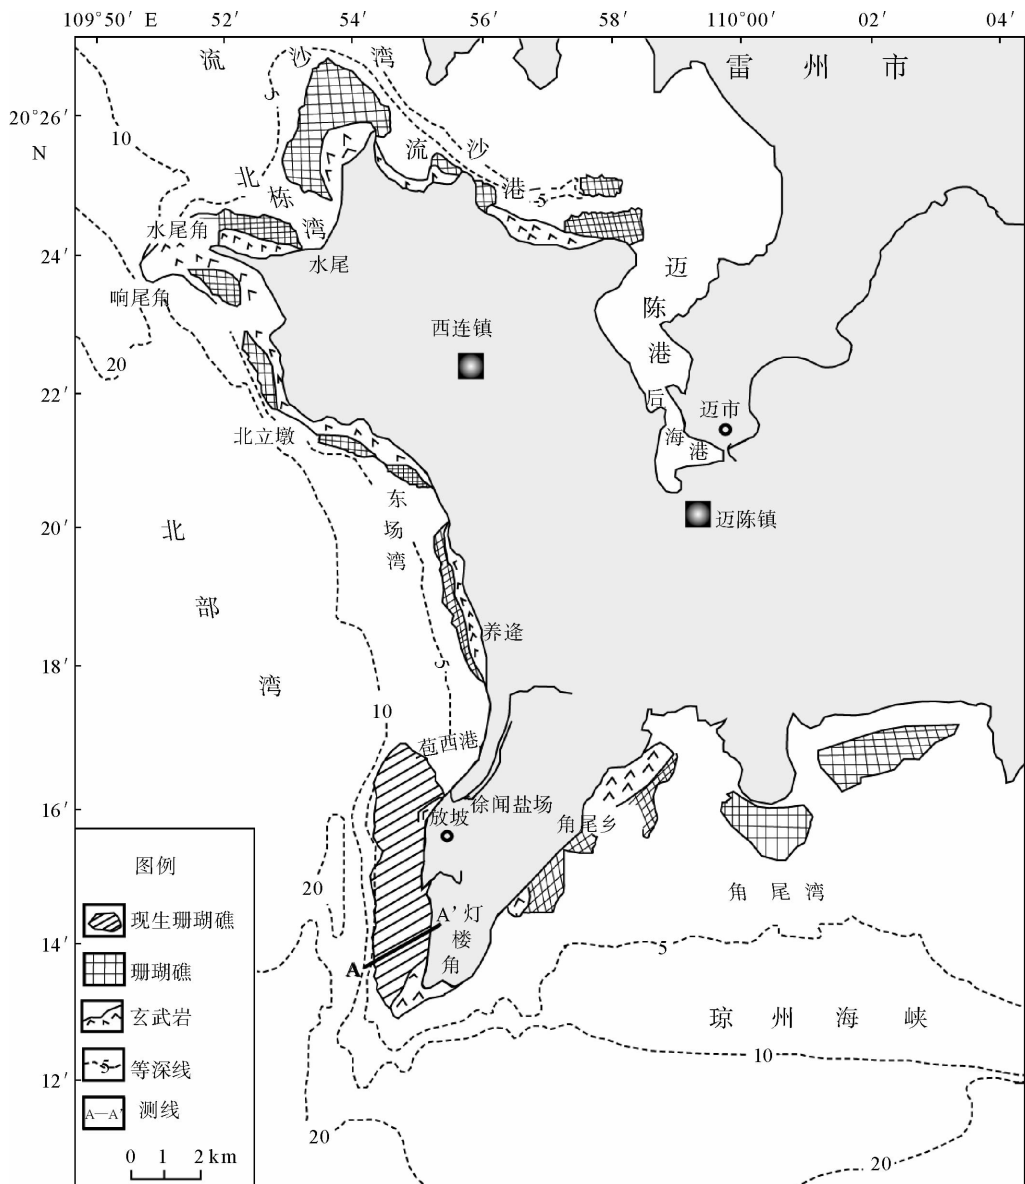 109°50′ E 52′ 54′ 56′ 58′ 110°00′ 02′ 04′
流沙湾
雷州市
5
20°26′
N
10
流沙港
北栋湾
5
水尾角
24′
水尾
迈陈港
响尾角
西连镇
20
22′
后海港
迈市
北立墩
东场湾
20′
迈陈镇
北部湾
养逄
18′
5
10
苞西港
16′
徐闻盐场
放坡
角尾乡
20
角尾湾
A′
灯楼角
14′
A
5
琼州海峡
10
12′
20
20
图例
现生珊瑚礁
珊瑚礁
玄武岩
5
等深线
A—A′
测线
0 1 2 km